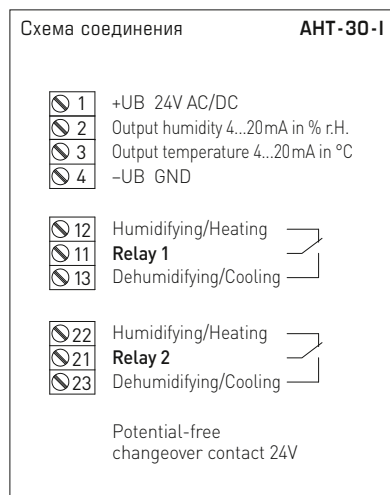 Схема соединения AHT-30-I
1 +UB 24V AC/DC
2 Output humidity 4...20mA in % r.H.
3 Output temperature 4...20mA in °C
4 –UB GND
12 Humidifying/Heating
11 Relay 1
13 Dehumidifying/Cooling
22 Humidifying/Heating
21 Relay 2
23 Dehumidifying/Cooling
Potential-free
changeover contact 24V